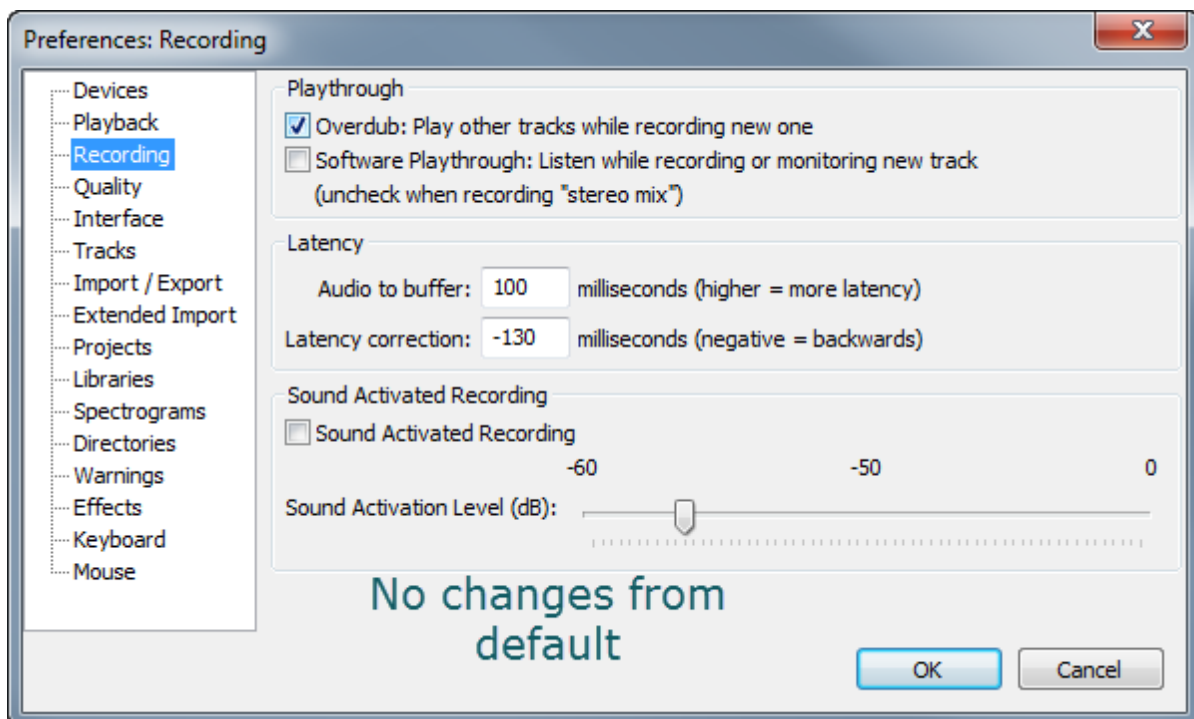 Preferences: Recording
Devices
Playback
Recording
Quality
Interface
Tracks
Import / Export
Extended Import
Projects
Libraries
Spectrograms
Directories
Warnings
Effects
Keyboard
Mouse
Playthrough
Overdub: Play other tracks while recording new one
Software Playthrough: Listen while recording or monitoring new track
(uncheck when recording "stereo mix")
Latency
Audio to buffer: 100 milliseconds (higher = more latency)
Latency correction: -130 milliseconds (negative = backwards)
Sound Activated Recording
Sound Activated Recording
-60 -50 0
Sound Activation Level (dB):
No changes from
default
OK Cancel